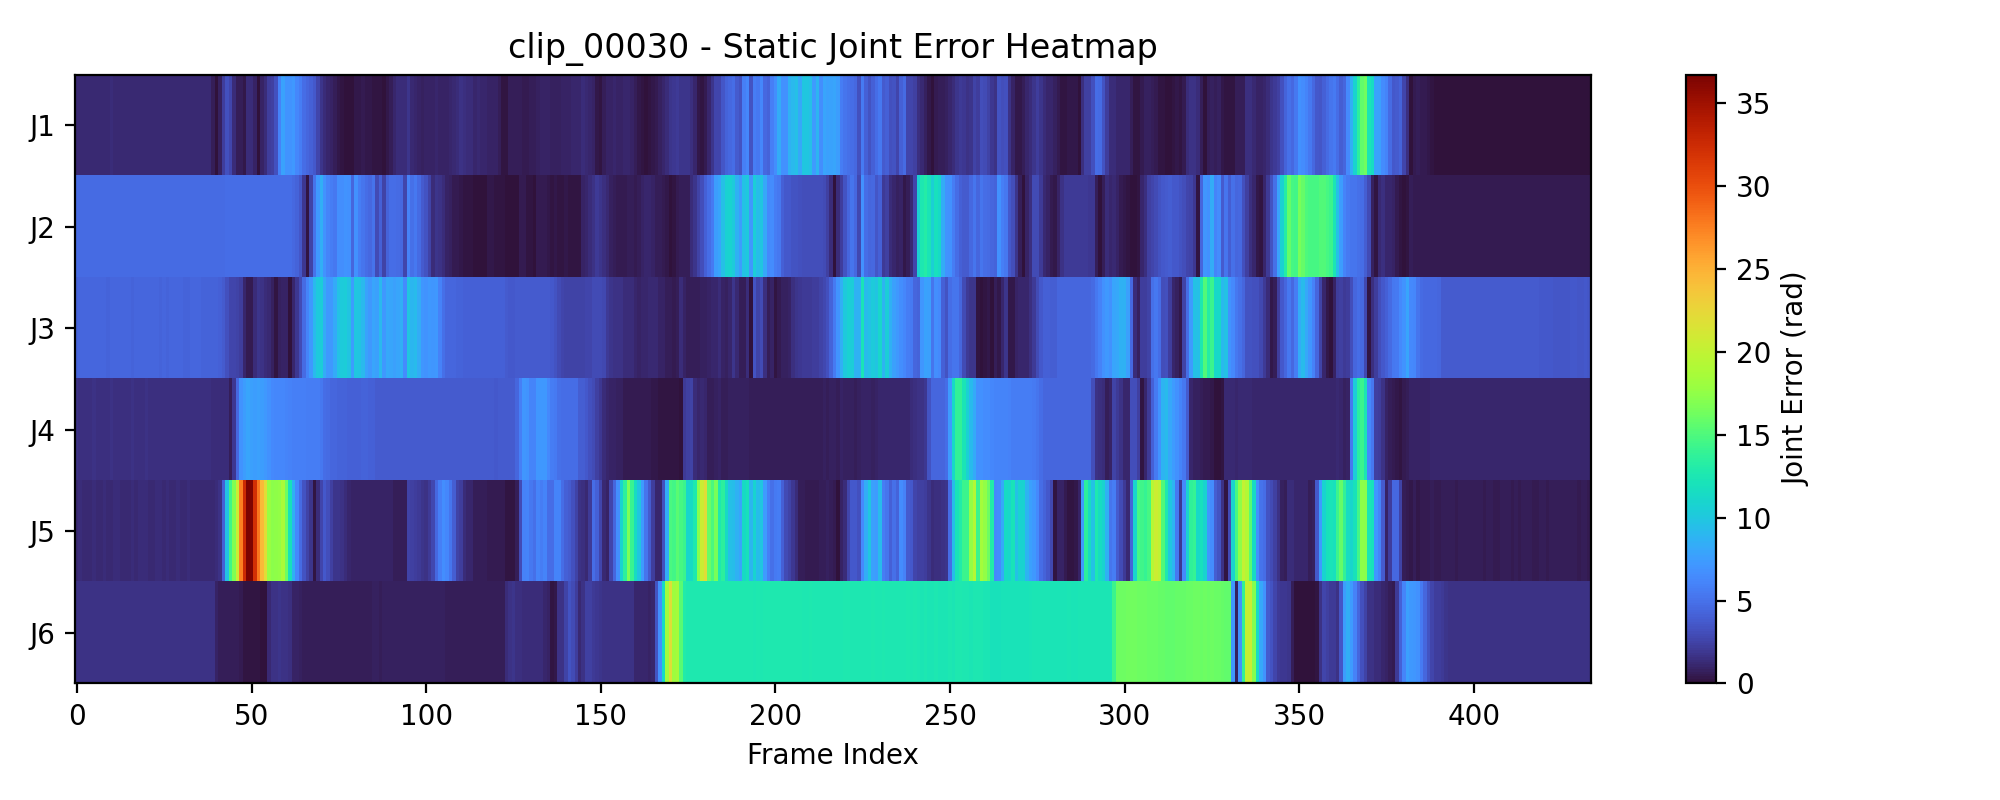 clip_00030 - Static Joint Error Heatmap
J1
J2
J3
J4
J5
J6
0 50 100 150 200 250 300 350 400
Frame Index
35
30
25
20
15
10
5
0
Joint Error (rad)